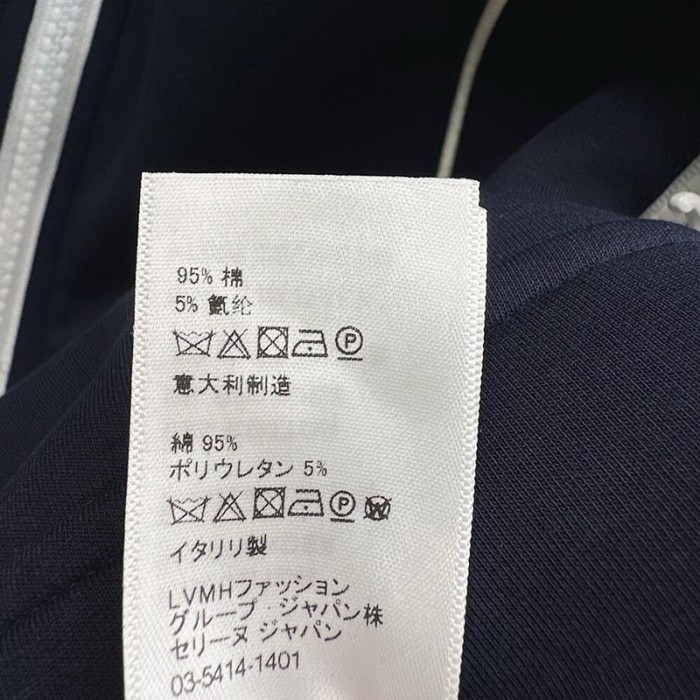 95% 棉
5% 氨纶
P
意大利制造
綿 95%
ポリウレタン 5%
P W
イタリリ製
LVMHファッション
グループ・ジャパン株
セリーヌ ジャパン
03-5414-1401